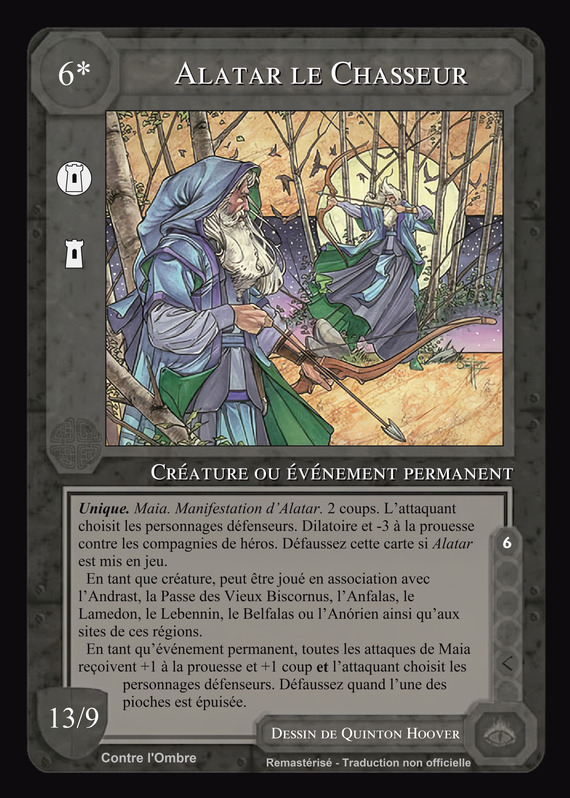 6*
ALATAR LE CHASSEUR
CRÉATURE OU ÉVÉNEMENT PERMANENT
Unique. Maia. Manifestation d'Alatar. 2 coups. L'attaquant
choisit les personnages défenseurs. Dilatoire et -3 à la prouesse
contre les compagnies de héros. Défaussez cette carte si Alatar
est mis en jeu.
En tant que créature, peut être joué en association avec
l'Andrast, la Passe des Vieux Biscornus, l'Anfalas, le
Lamedon, le Lebennin, le Belfalas ou l'Anórien ainsi qu'aux
sites de ces régions.
En tant qu'événement permanent, toutes les attaques de Maia
reçoivent +1 à la prouesse et +1 coup et l'attaquant choisit les
personnages défenseurs. Défaussez quand l'une des
pioches est épuisée.
6
13/9
DESSIN DE QUINTON HOOVER
Contre l'Ombre
Remastérisé - Traduction non officielle